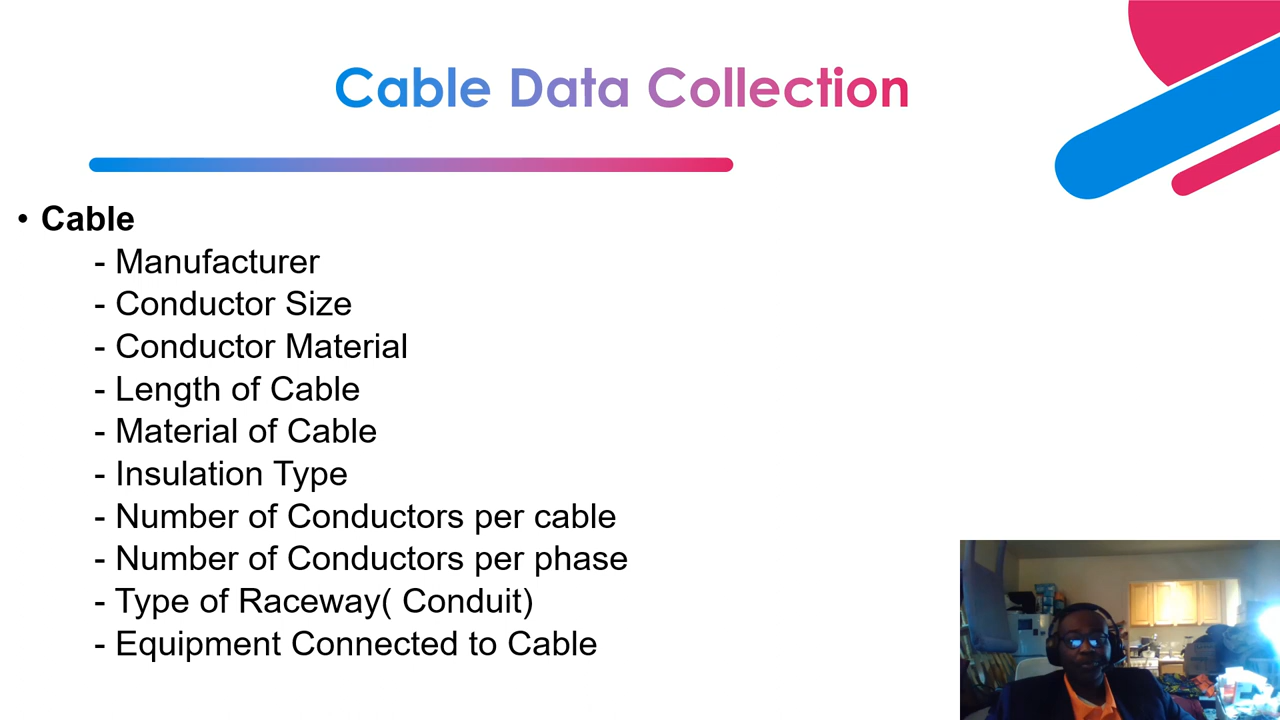 Cable Data Collection
• Cable
- Manufacturer
- Conductor Size
- Conductor Material
- Length of Cable
- Material of Cable
- Insulation Type
- Number of Conductors per cable
- Number of Conductors per phase
- Type of Raceway( Conduit)
- Equipment Connected to Cable